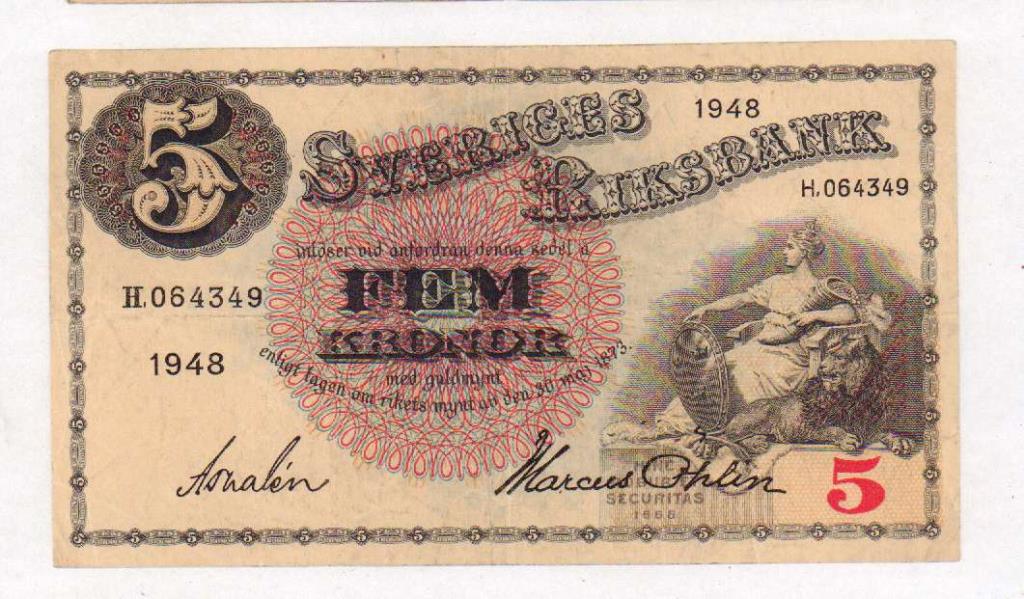 5
SVERIGES
1948
RIKSBANK
H.064349
inlöser vid anfordran denna sedel å
FEM
H.064349
KRONOR
1948
med guldmynt
enligt lagen om rikets mynt av den 30 maj 1873.
Marcus Ohlin
SECURITAS
1668
5